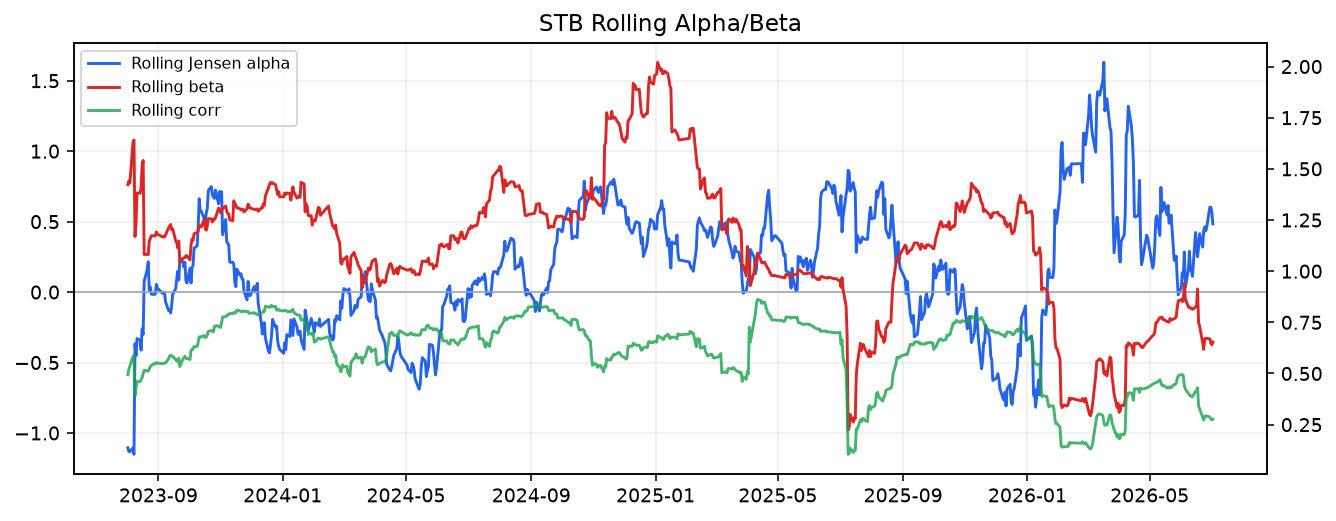 STB Rolling Alpha/Beta
Rolling Jensen alpha
Rolling beta
Rolling corr
1.5
1.0
0.5
0.0
−0.5
−1.0
2.00
1.75
1.50
1.25
1.00
0.75
0.50
0.25
2023-09 2024-01 2024-05 2024-09 2025-01 2025-05 2025-09 2026-01 2026-05